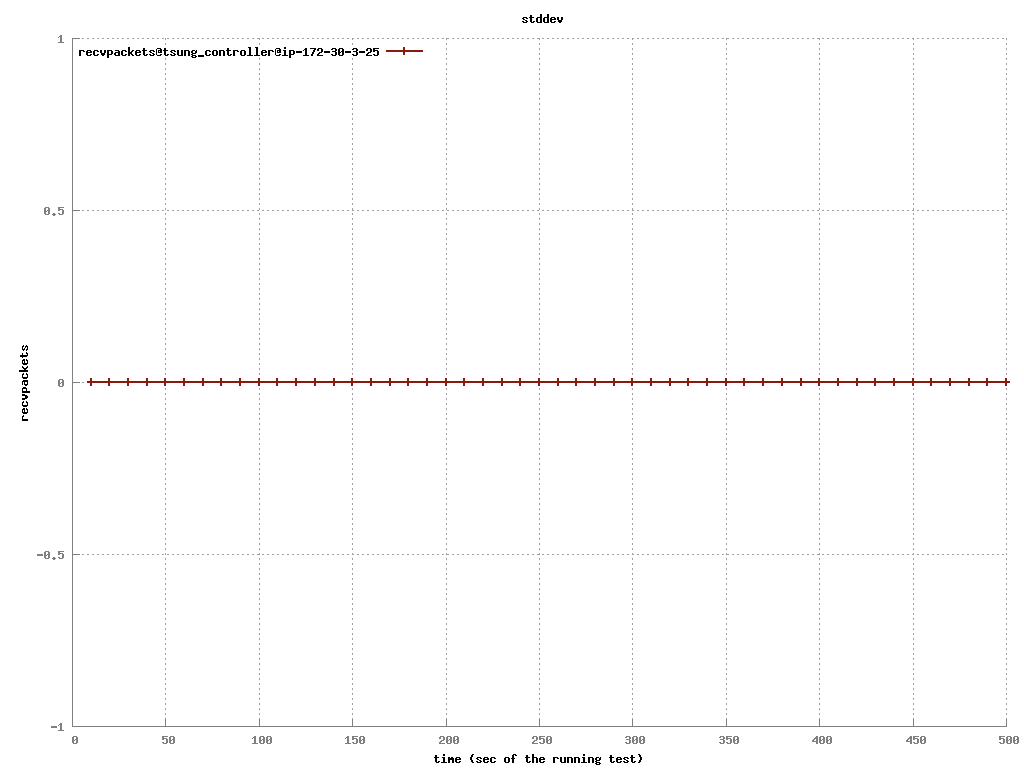 stddev
1
recvpackets@tsung_controller@ip-172-30-3-25
0.5
0
-0.5
-1
recvpackets
0 50 100 150 200 250 300 350 400 450 500
time (sec of the running test)